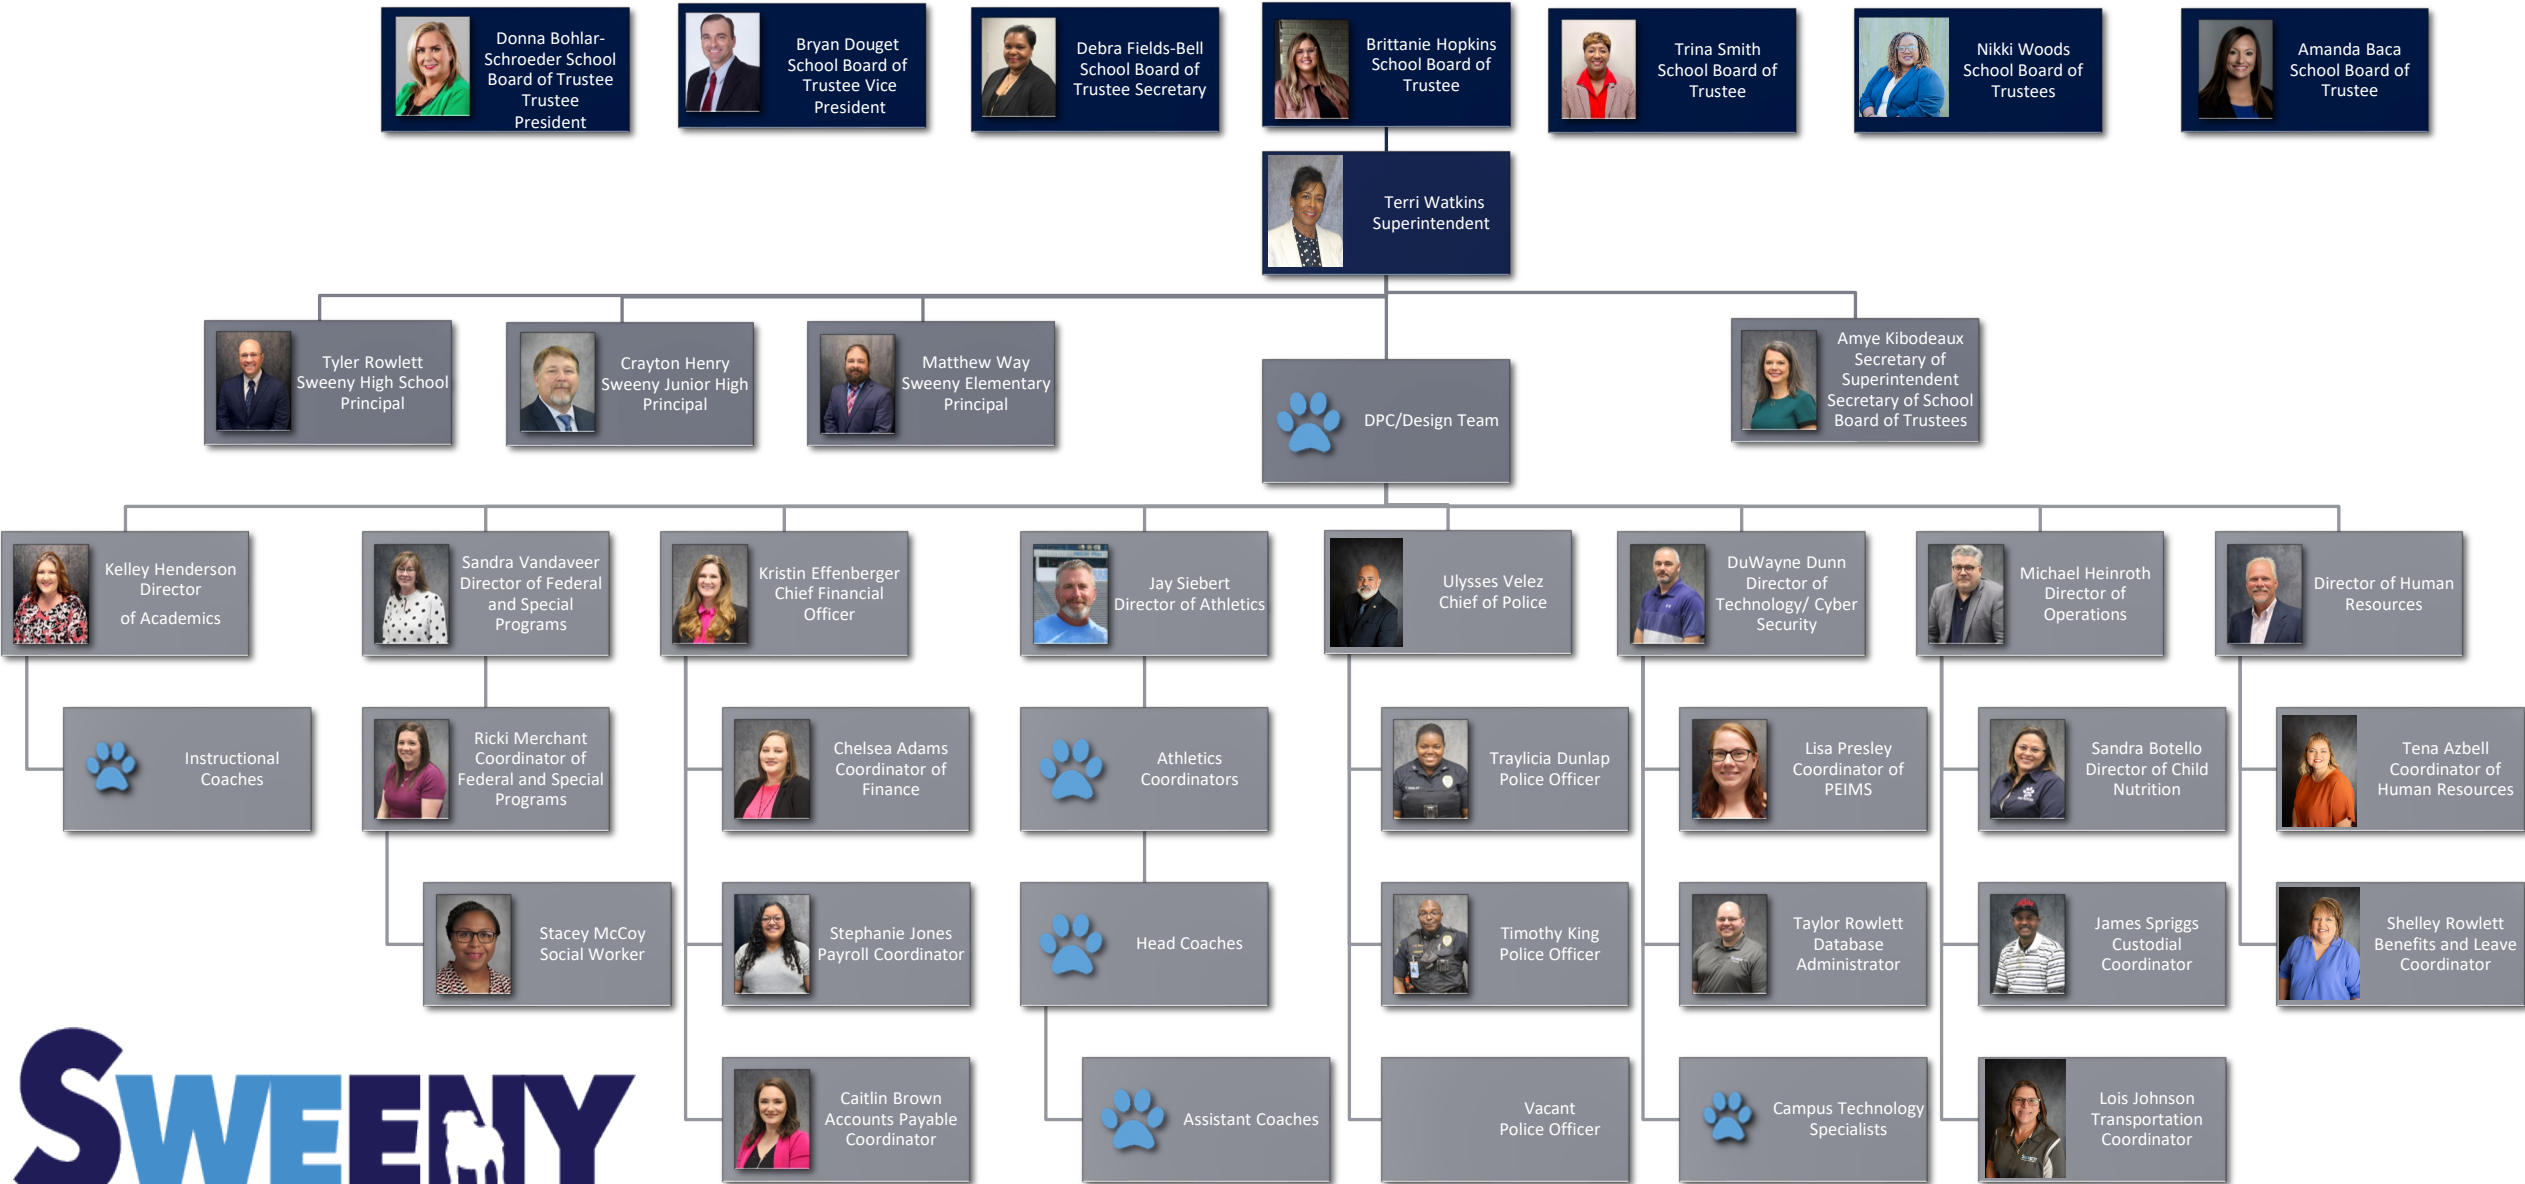 Donna Bohlar-
Schroeder School
Board of Trustee
Trustee
President
Bryan Douget
School Board of
Trustee Vice
President
Debra Fields-Bell
School Board of
Trustee Secretary
Brittanie Hopkins
School Board of
Trustee
Trina Smith
School Board of
Trustee
Nikki Woods
School Board of
Trustees
Amanda Baca
School Board of
Trustee
Terri Watkins
Superintendent
Tyler Rowlett
Sweeny High School
Principal
Crayton Henry
Sweeny Junior High
Principal
Matthew Way
Sweeny Elementary
Principal
DPC/Design Team
Amye Kibodeaux
Secretary of
Superintendent
Secretary of School
Board of Trustees
Kelley Henderson
Director
of Academics
Sandra Vandaveer
Director of Federal
and Special
Programs
Kristin Effenberger
Chief Financial
Officer
Jay Siebert
Director of Athletics
Ulysses Velez
Chief of Police
DuWayne Dunn
Director of
Technology/ Cyber
Security
Michael Heinroth
Director of
Operations
Director of Human
Resources
Instructional
Coaches
Ricki Merchant
Coordinator of
Federal and Special
Programs
Chelsea Adams
Coordinator of
Finance
Athletics
Coordinators
Traylicia Dunlap
Police Officer
Lisa Presley
Coordinator of
PEIMS
Sandra Botello
Director of Child
Nutrition
Tena Azbell
Coordinator of
Human Resources
Stacey McCoy
Social Worker
Stephanie Jones
Payroll Coordinator
Head Coaches
Timothy King
Police Officer
Taylor Rowlett
Database
Administrator
James Spriggs
Custodial
Coordinator
Shelley Rowlett
Benefits and Leave
Coordinator
SWEENY
Caitlin Brown
Accounts Payable
Coordinator
Assistant Coaches
Vacant
Police Officer
Campus Technology
Specialists
Lois Johnson
Transportation
Coordinator